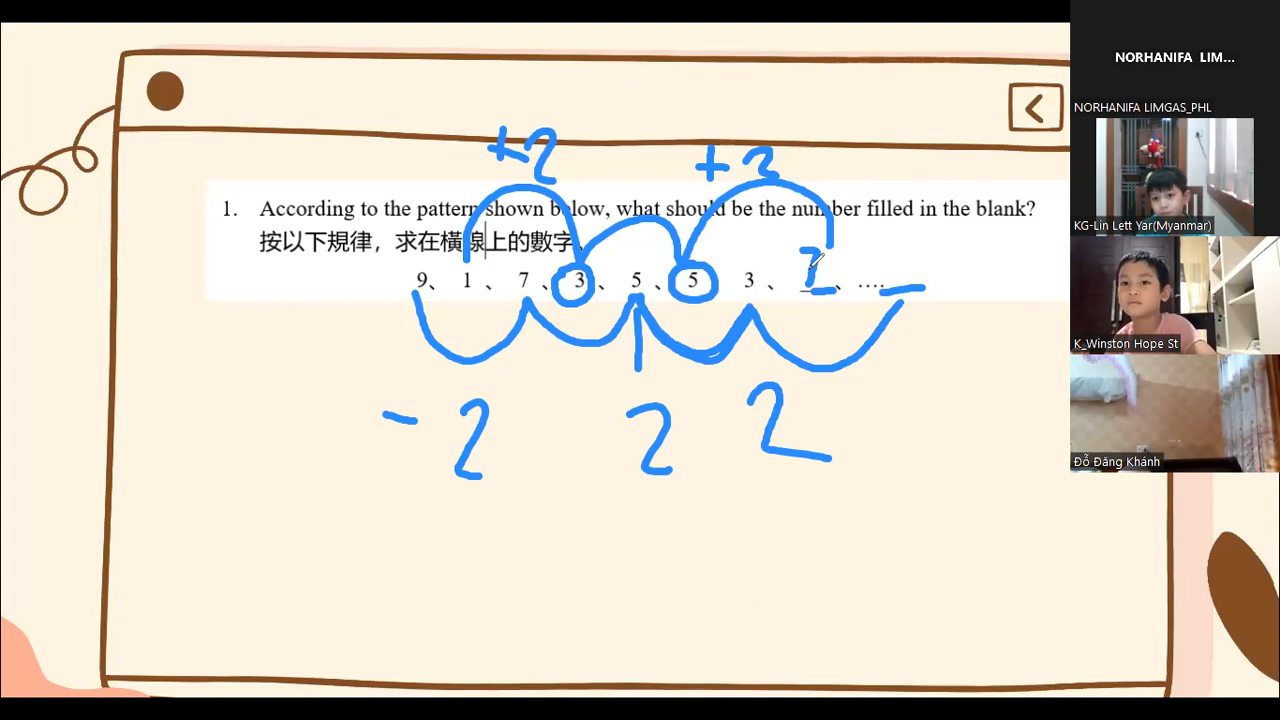 NORHANIFA LIM...
NORHANIFA LIMGAS_PHL
KG-Lin Lett Yar(Myanmar)
K_Winston Hope St
Đỗ Đăng Khánh
+2
+2
1. According to the pattern shown below, what should be the number filled in the blank?
按以下規律，求在橫線上的數字。
9、 1 、 7 、 3 、 5 、 5 、 3 、 __ 、 ….
- 2 2 2